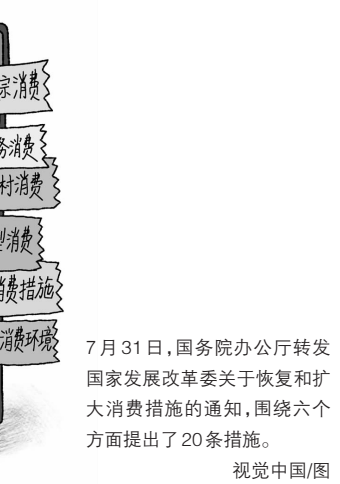 宗消费
务消费
村消费
型消费
消费措施
消费环境
7月31日,国务院办公厅转发
国家发展改革委关于恢复和扩
大消费措施的通知,围绕六个
方面提出了20条措施。
视觉中国/图